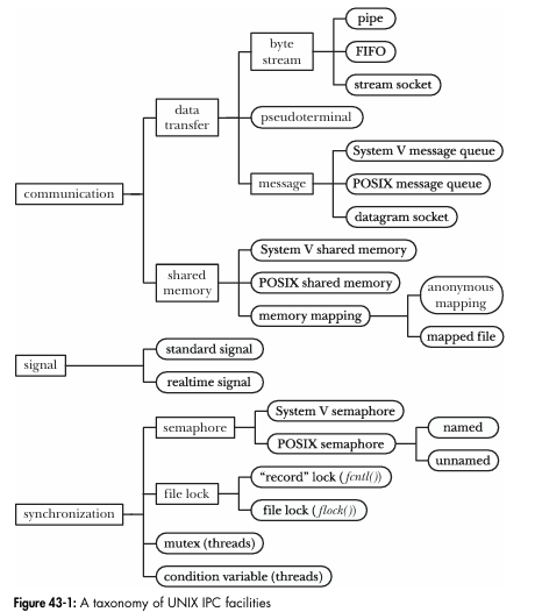 pipe
byte
stream
FIFO
stream socket
data
transfer
pseudoterminal
System V message queue
message
POSIX message queue
datagram socket
communication
System V shared memory
shared
memory
POSIX shared memory
anonymous
mapping
memory mapping
mapped file
standard signal
signal
realtime signal
System V semaphore
semaphore
named
POSIX semaphore
unnamed
"record" lock (fcntl())
file lock
file lock (flock())
synchronization
mutex (threads)
condition variable (threads)
Figure 43-1: A taxonomy of UNIX IPC facilities